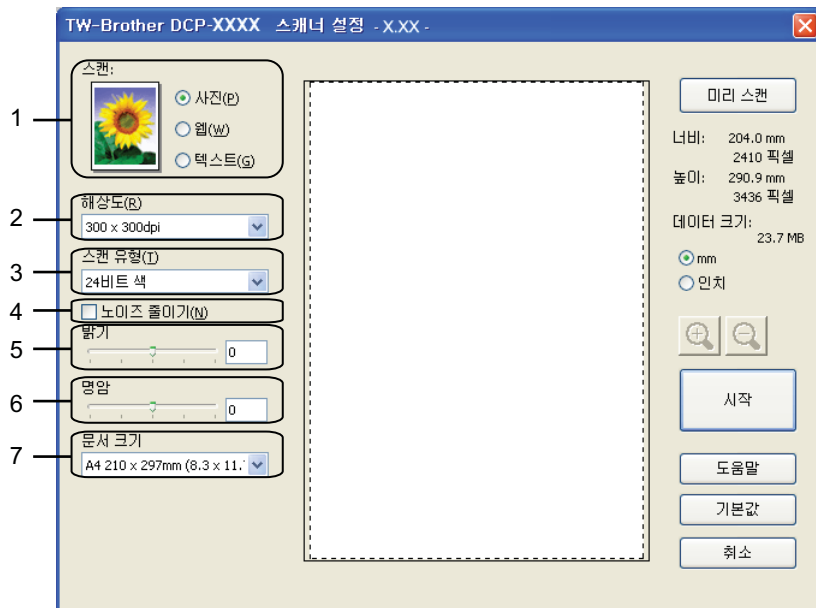 TW-Brother DCP-XXXX 스캐너 설정 - X.XX -
1
스캔:
사진(P)
웹(W)
텍스트(G)
2
해상도(R)
300 x 300dpi
3
스캔 유형(T)
24비트 색
4
노이즈 줄이기(N)
5
밝기
0
6
명암
0
7
문서 크기
A4 210 x 297mm (8.3 x 11.
미리 스캔
너비: 204.0 mm
2410 픽셀
높이: 290.9 mm
3436 픽셀
데이터 크기:
23.7 MB
mm
인치
시작
도움말
기본값
취소